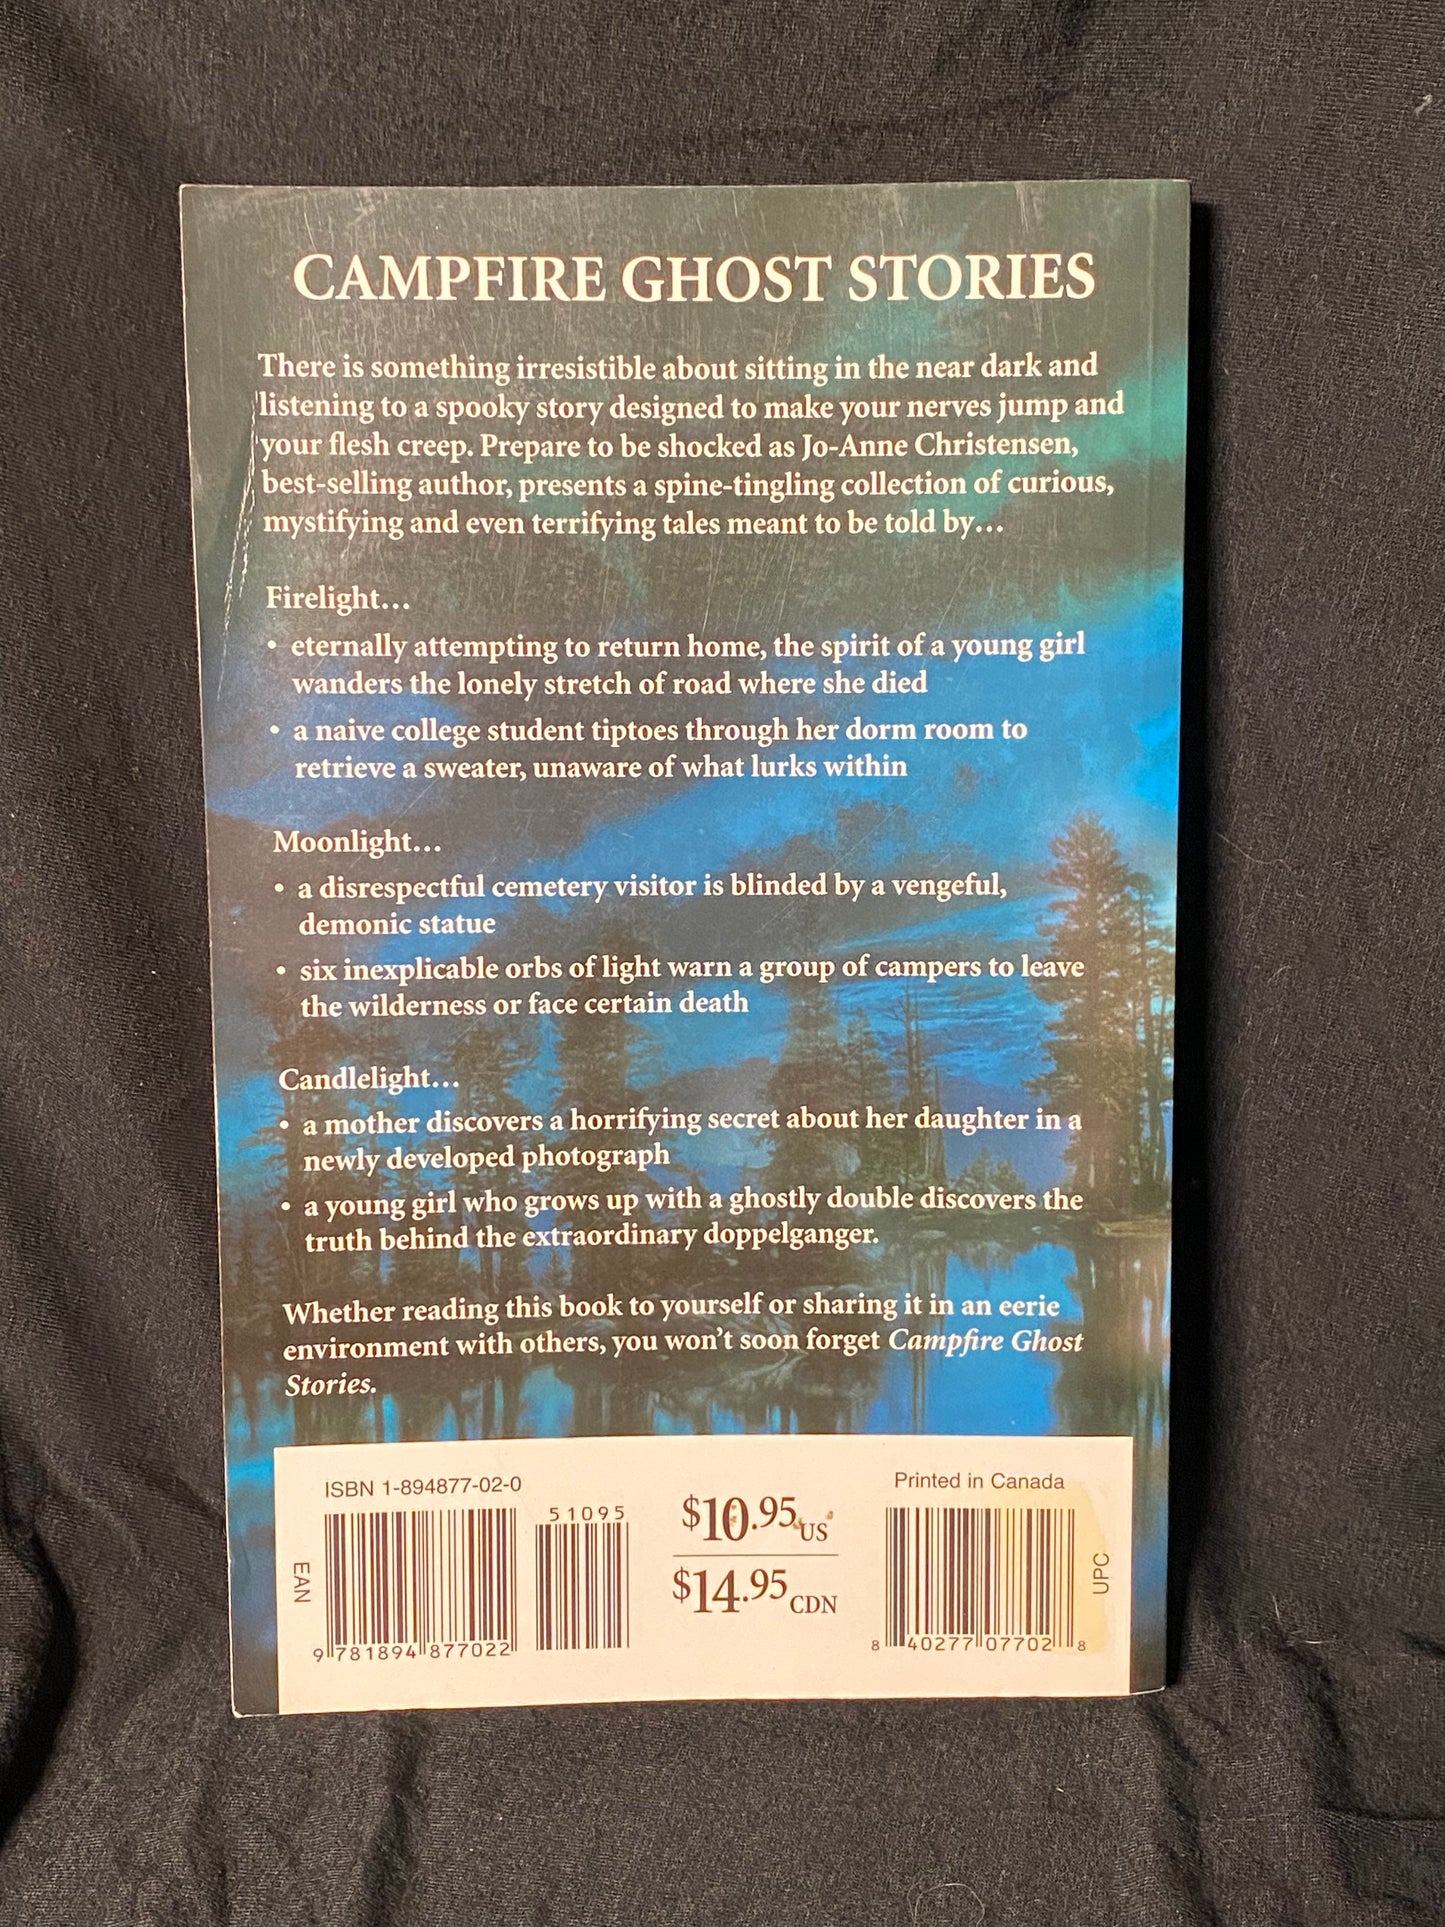 CAMPFIRE GHOST STORIES
There is something irresistible about sitting in the near dark and
listening to a spooky story designed to make your nerves jump and
your flesh creep. Prepare to be shocked as Jo-Anne Christensen,
best-selling author, presents a spine-tingling collection of curious,
mystifying and even terrifying tales meant to be told by…
Firelight…
• eternally attempting to return home, the spirit of a young girl
wanders the lonely stretch of road where she died
• a naive college student tiptoes through her dorm room to
retrieve a sweater, unaware of what lurks within
Moonlight…
• a disrespectful cemetery visitor is blinded by a vengeful,
demonic statue
• six inexplicable orbs of light warn a group of campers to leave
the wilderness or face certain death
Candlelight…
• a mother discovers a horrifying secret about her daughter in a
newly developed photograph
• a young girl who grows up with a ghostly double discovers the
truth behind the extraordinary doppelganger.
Whether reading this book to yourself or sharing it in an eerie
environment with others, you won't soon forget Campfire Ghost
Stories.
ISBN 1-894877-02-0
51095
EAN
9 781894 877022
$10.95 US
$14.95 CDN
Printed in Canada
UPC
8 40277 07702 8